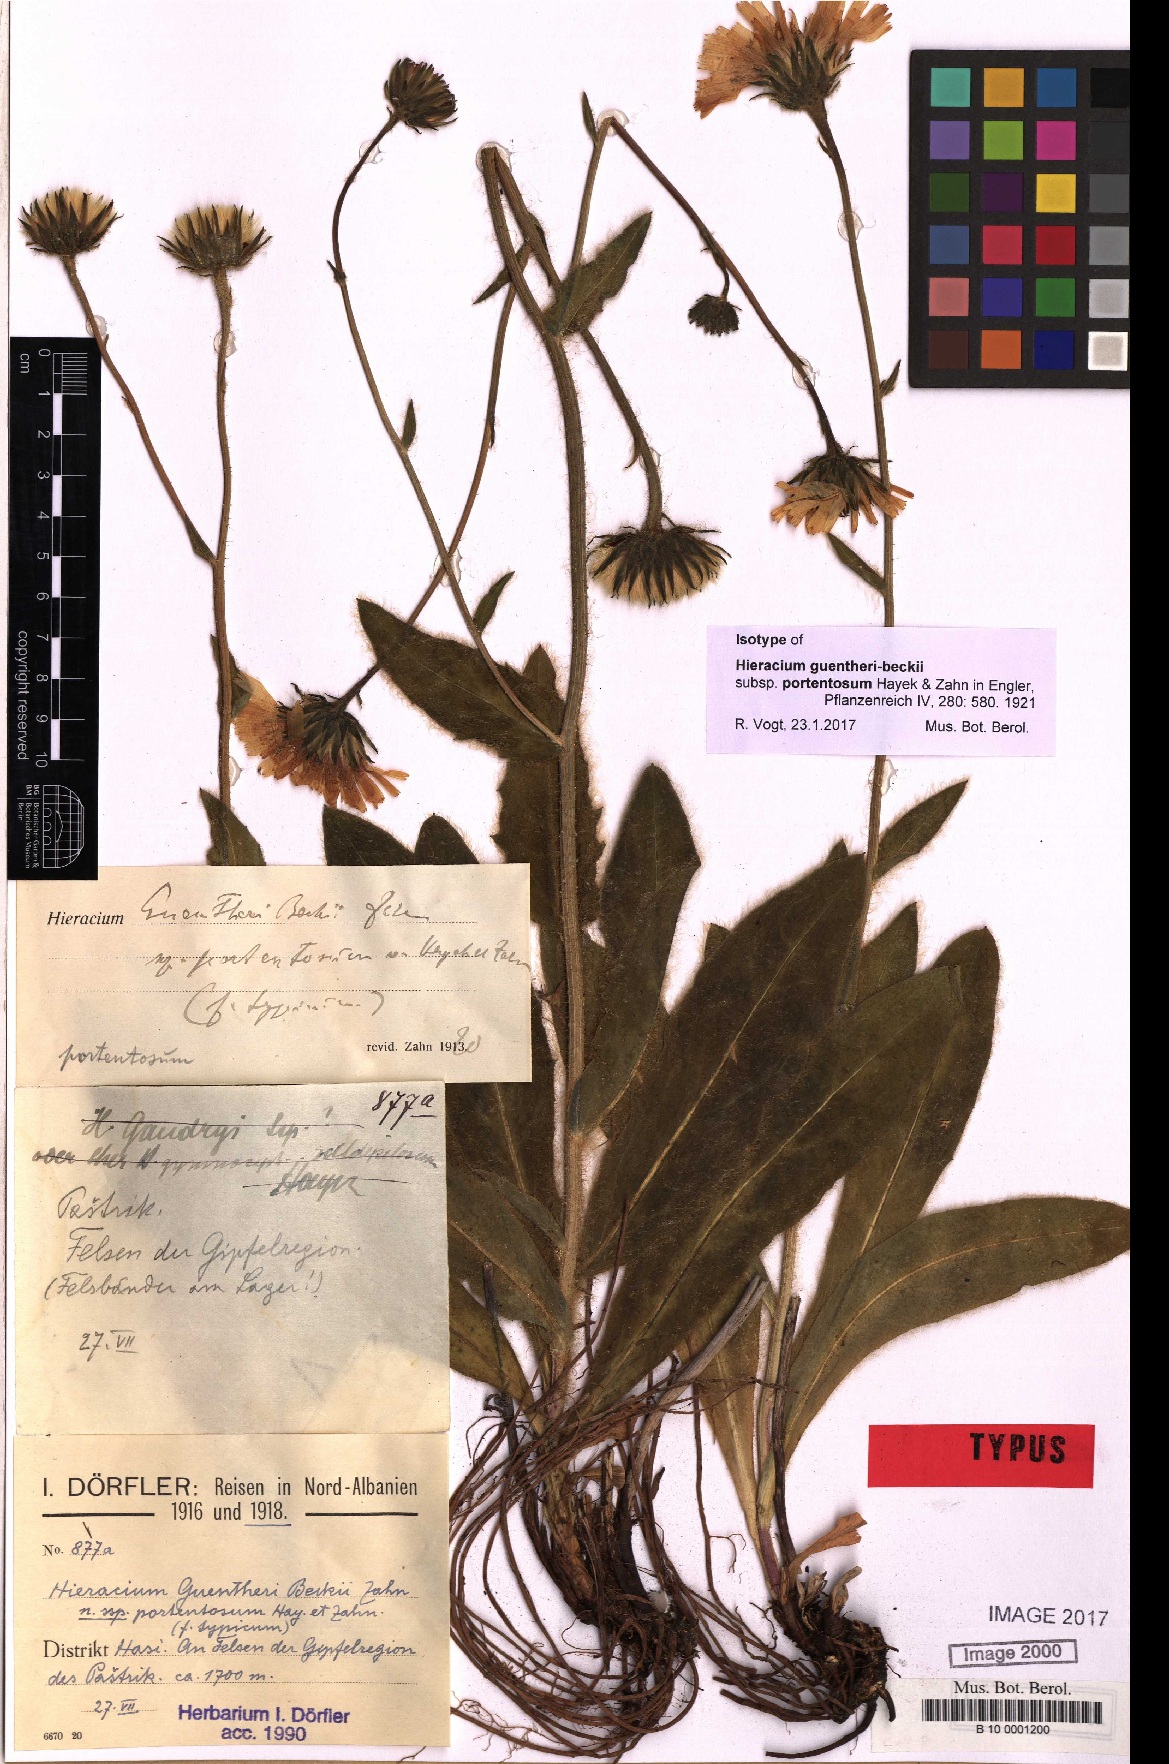 cm
0
1
2
3
4
5
6
7
8
9
10
copyright reserved
BG
BM
Botanischer Garten &
Botanisches Museum
Berlin
Isotype of
Hieracium guentheri-beckii
subsp. portentosum Hayek & Zahn in Engler,
Pflanzenreich IV, 280: 580. 1921
R. Vogt, 23.1.2017 Mus. Bot. Berol.
Hieracium Guentheri Beckii Zahn
ssp. portentosum Zahn
(f. typicum.)
revid. Zahn 1913.
portentosum
877a
H. Gaudryi ssp.!
oder eher H. gymnoceph.
Hayek
Paštrik.
Felsen der Gipfelregion.
(Felsbänder am Lager!)
27. VII
I. DÖRFLER: Reisen in Nord-Albanien
1916 und 1918.
No. 877a
Hieracium Guentheri Beckii Zahn
n. ssp. portentosum Hay. et Zahn.
(f. typicum)
Distrikt Hasi. An Felsen der Gipfelregion
des Paštrik. ca. 1700 m.
27. VII.
Herbarium I. Dörfler
acc. 1990
6670 20
TYPUS
IMAGE 2017
Image 2000
Mus. Bot. Berol.
B 10 0001200